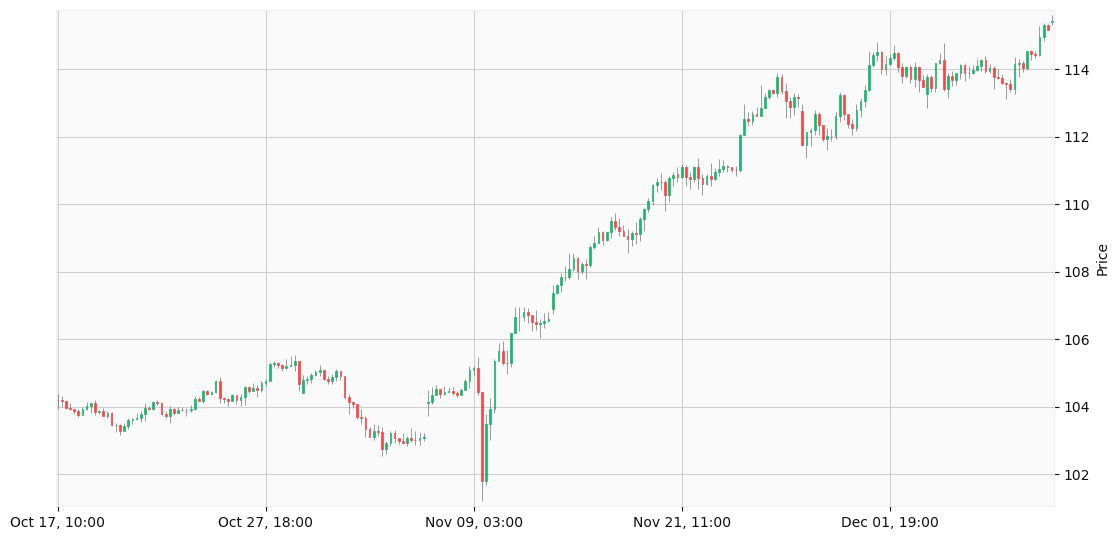 114
112
110
108
106
104
102
Price
Oct 17, 10:00
Oct 27, 18:00
Nov 09, 03:00
Nov 21, 11:00
Dec 01, 19:00